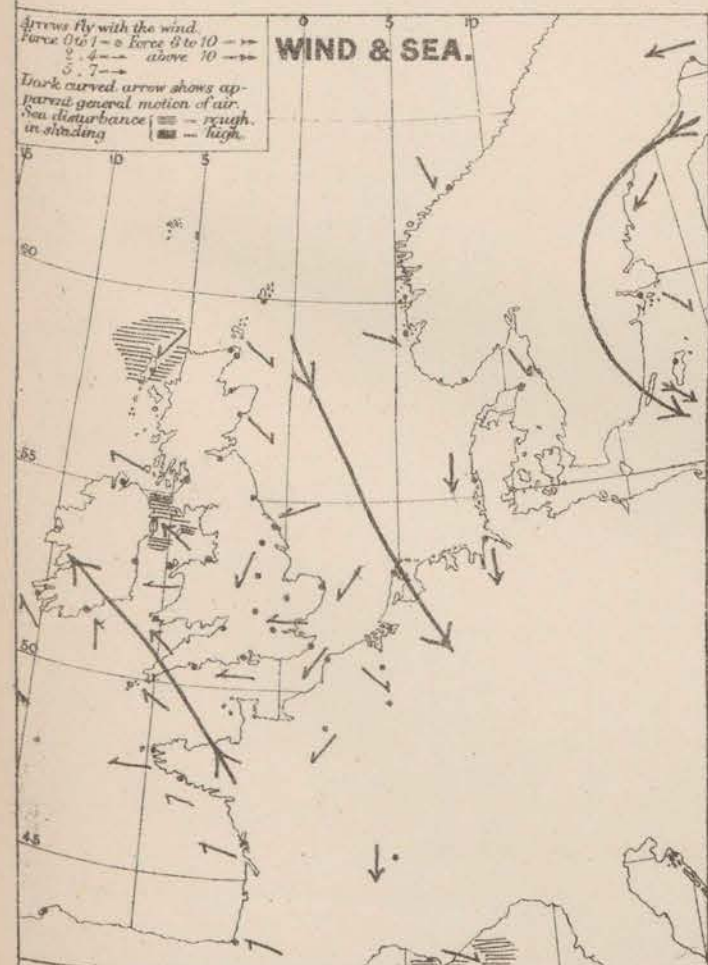 Arrows fly with the wind.
Force 0 to 1 — Force 8 to 10 —
2 . 4 — above 10 —
5 . 7 —
Dark curved arrow shows ap-
parent general motion of air.
Sea disturbance — rough.
in shading — high.
WIND & SEA.
0 5 10
15 10 5
60
55
50
45